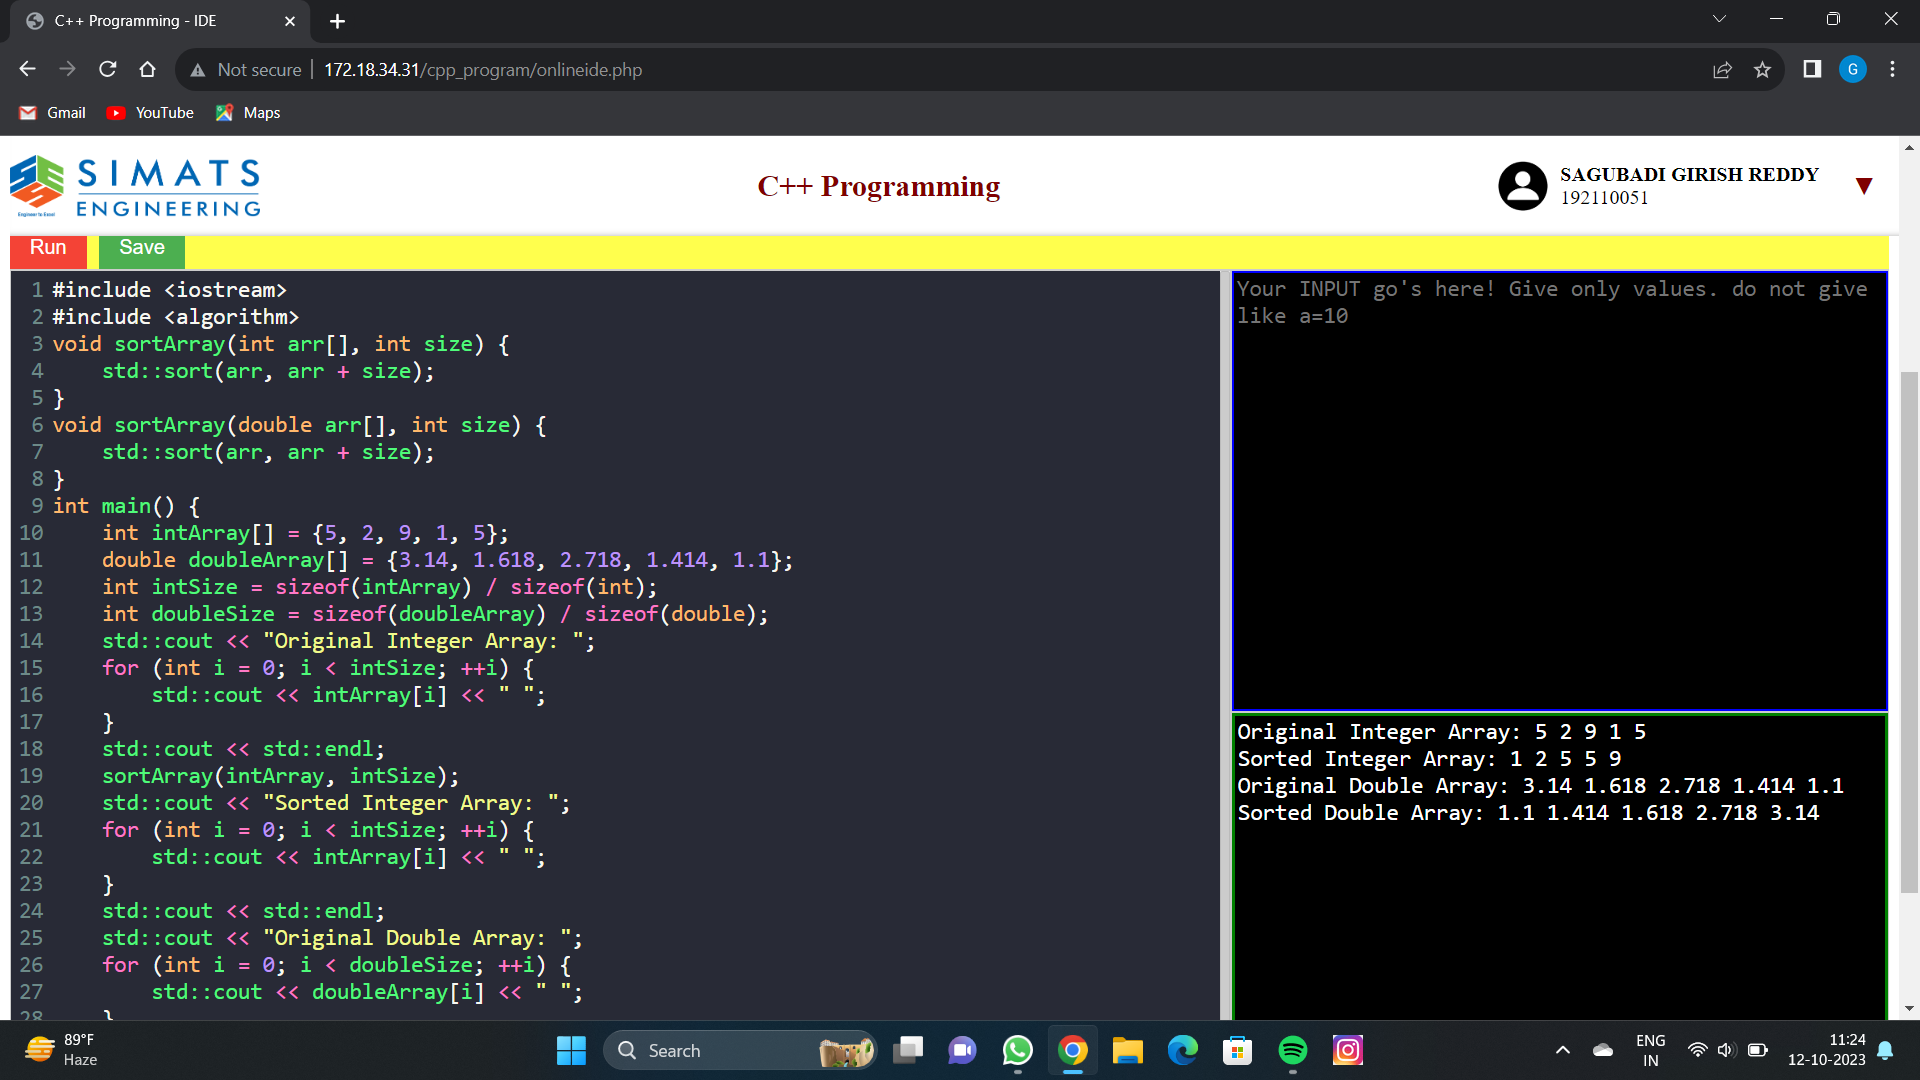 C++ Programming - IDE
Not secure | 172.18.34.31/cpp_program/onlineide.php
G
Gmail YouTube Maps
SIMATS
ENGINEERING
Engineer to Excel
C++ Programming
SAGUBADI GIRISH REDDY
192110051
Run Save
1 #include <iostream>
2 #include <algorithm>
3 void sortArray(int arr[], int size) {
4     std::sort(arr, arr + size);
5 }
6 void sortArray(double arr[], int size) {
7     std::sort(arr, arr + size);
8 }
9 int main() {
10     int intArray[] = {5, 2, 9, 1, 5};
11     double doubleArray[] = {3.14, 1.618, 2.718, 1.414, 1.1};
12     int intSize = sizeof(intArray) / sizeof(int);
13     int doubleSize = sizeof(doubleArray) / sizeof(double);
14     std::cout << "Original Integer Array: ";
15     for (int i = 0; i < intSize; ++i) {
16         std::cout << intArray[i] << " ";
17     }
18     std::cout << std::endl;
19     sortArray(intArray, intSize);
20     std::cout << "Sorted Integer Array: ";
21     for (int i = 0; i < intSize; ++i) {
22         std::cout << intArray[i] << " ";
23     }
24     std::cout << std::endl;
25     std::cout << "Original Double Array: ";
26     for (int i = 0; i < doubleSize; ++i) {
27         std::cout << doubleArray[i] << " ";
28     }
Your INPUT go's here! Give only values. do not give
like a=10
Original Integer Array: 5 2 9 1 5
Sorted Integer Array: 1 2 5 5 9
Original Double Array: 3.14 1.618 2.718 1.414 1.1
Sorted Double Array: 1.1 1.414 1.618 2.718 3.14
89°F
Haze
Search
ENG
IN
11:24
12-10-2023